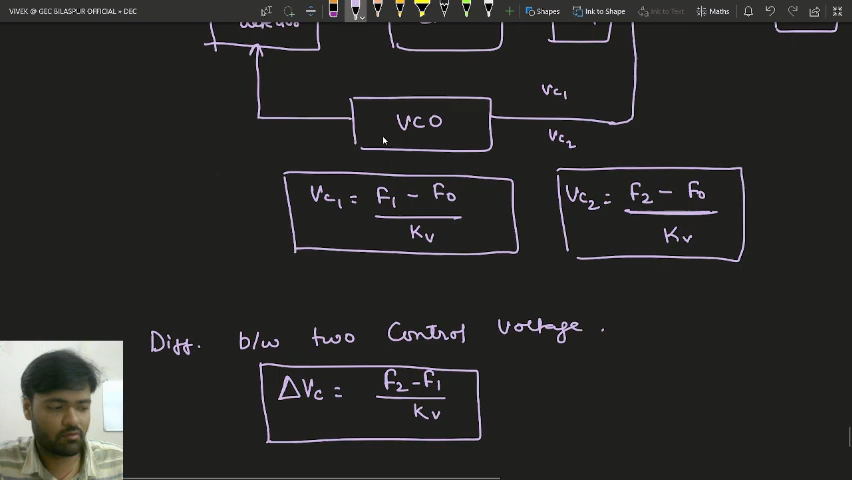 VIVEK @ GEC BILASPUR OFFICIAL + DEC
Shapes Ink to Shape Ink to Text Maths
VCO
Vc1
Vc2
Vc1 = F1 - F0 / Kv
Vc2 = F2 - F0 / Kv
Diff. b/w two Control Voltage.
ΔVc = F2 - F1 / Kv